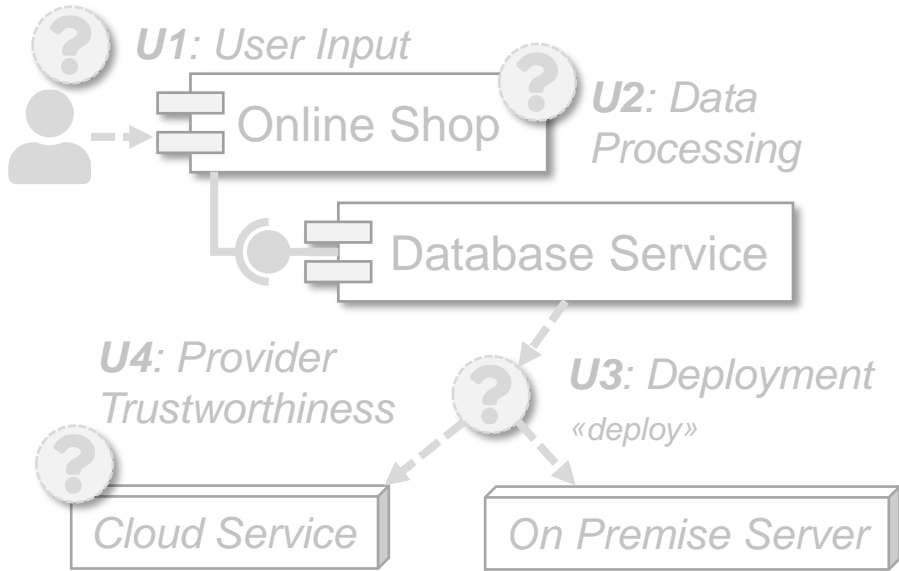 ?
U1: User Input
Online Shop
?
U2: Data
Processing
Database Service
U4: Provider
Trustworthiness
?
U3: Deployment
«deploy»
?
Cloud Service
On Premise Server